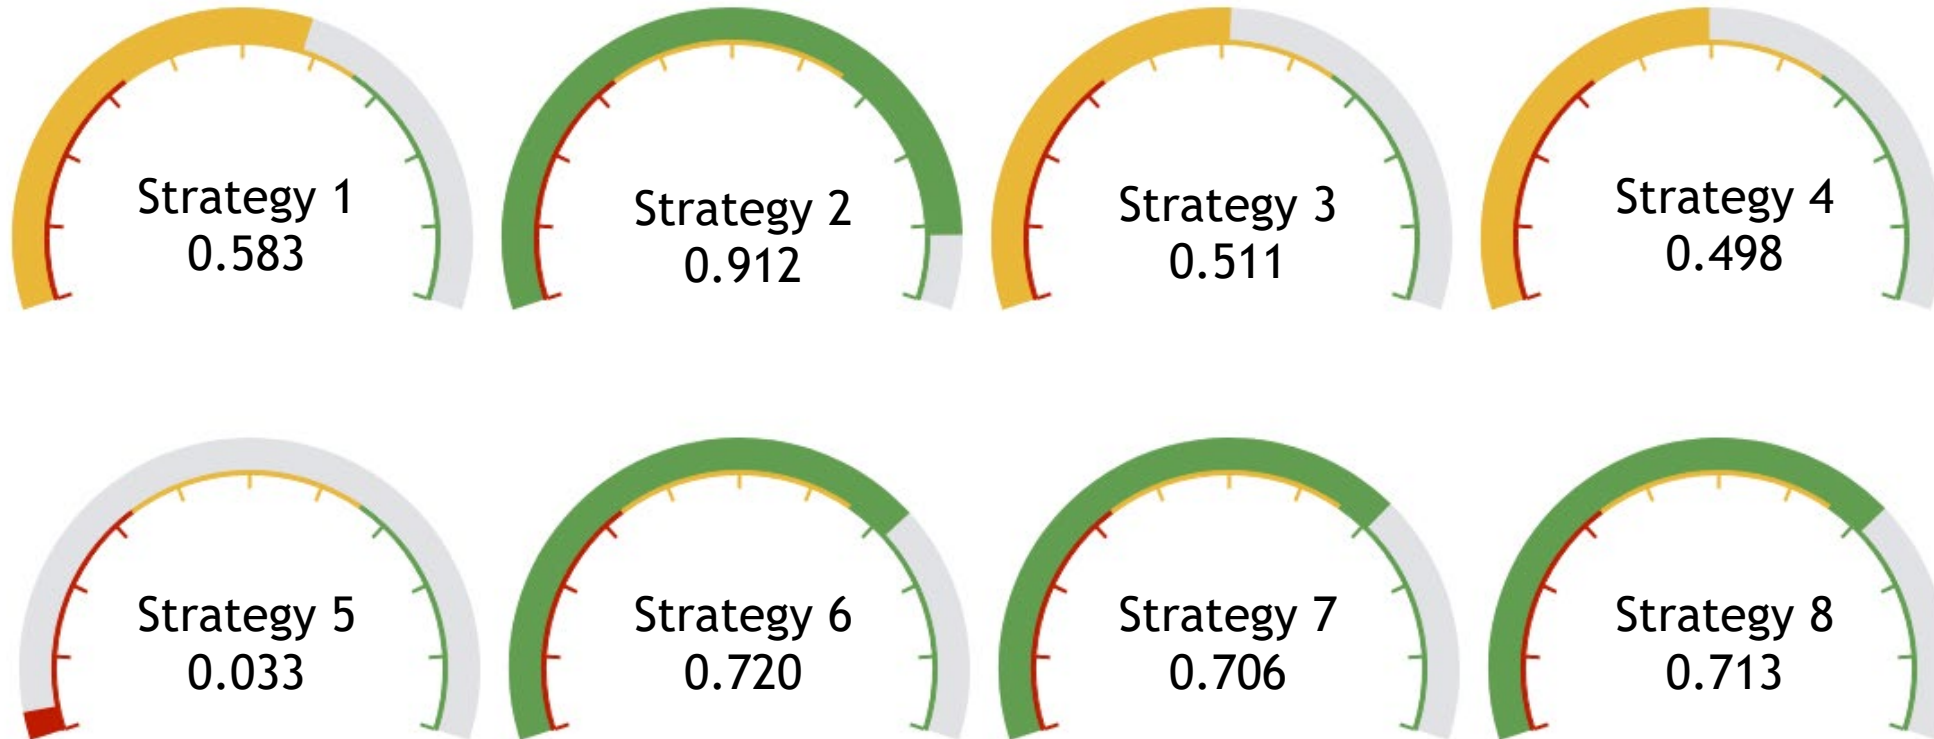 Strategy 1
0.583
Strategy 2
0.912
Strategy 3
0.511
Strategy 4
0.498
Strategy 5
0.033
Strategy 6
0.720
Strategy 7
0.706
Strategy 8
0.713